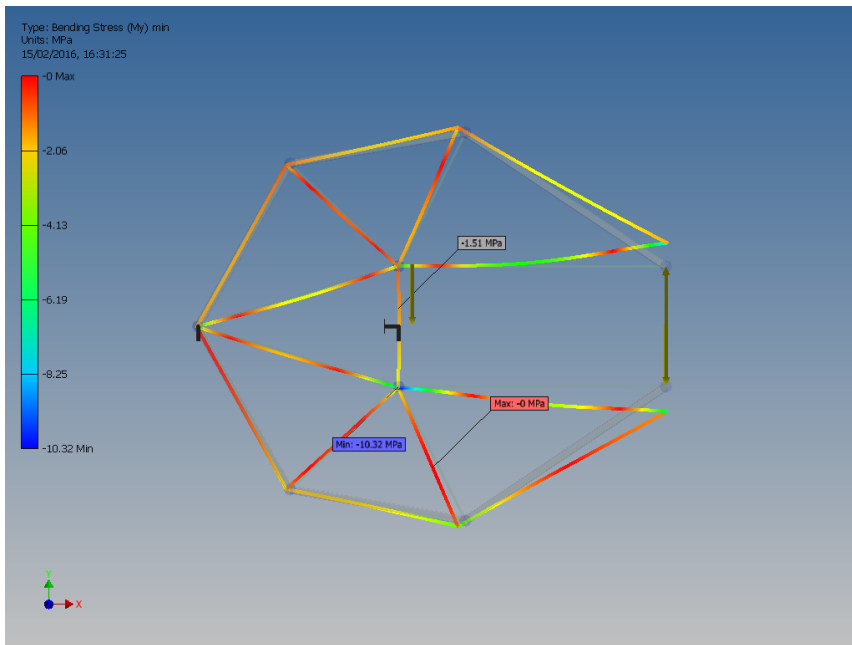 Type: Bending Stress (My) min
Units: MPa
15/02/2016, 16:31:25
-0 Max
-2.06
-4.13
-6.19
-8.25
-10.32 Min
-1.51 MPa
Max: -0 MPa
Min: -10.32 MPa
Y
X